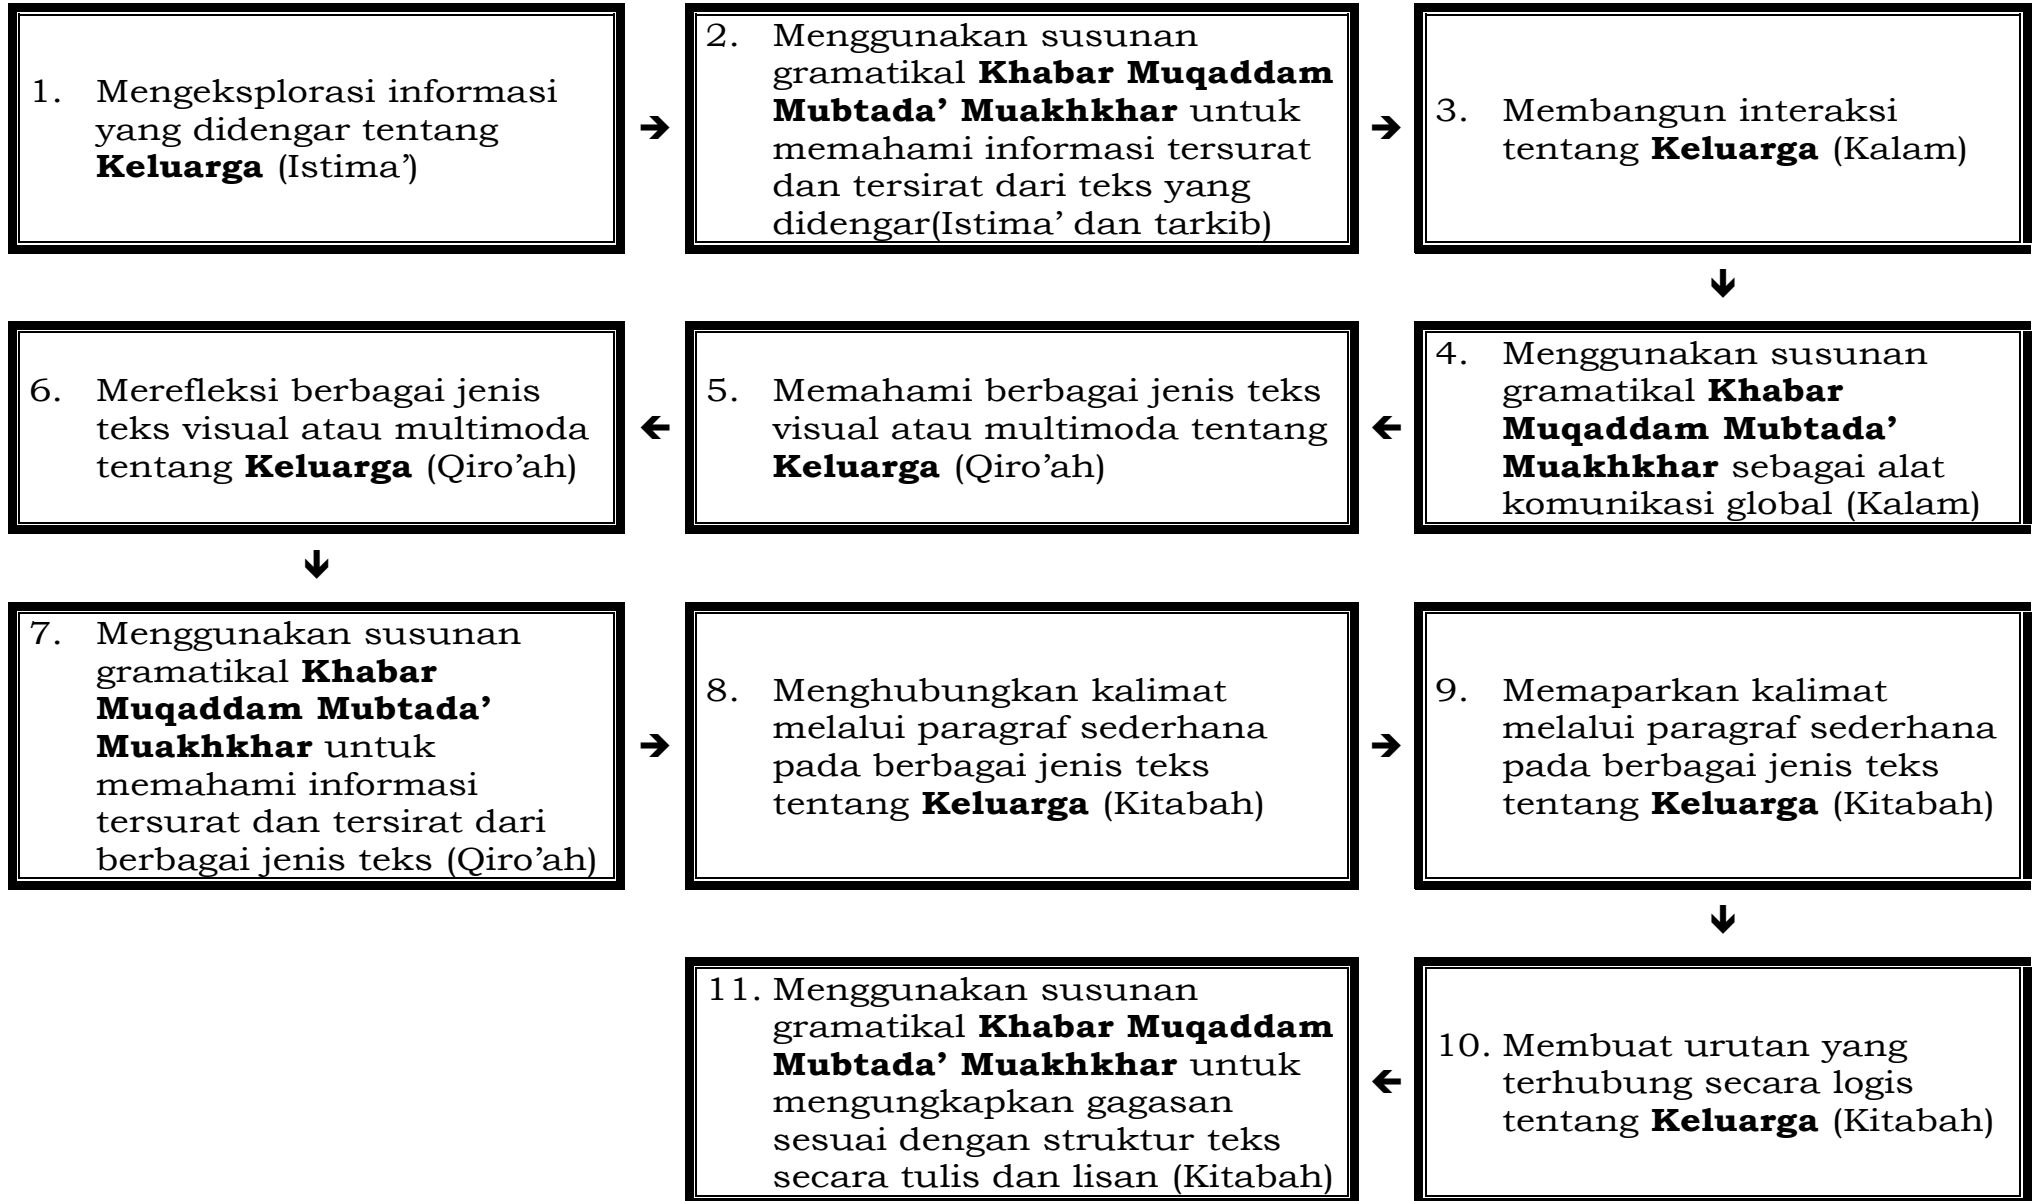 1. Mengeksplorasi informasi
yang didengar tentang
Keluarga (Istima’)
➔
2. Menggunakan susunan
gramatikal Khabar Muqaddam
Mubtada’ Muakhkhar untuk
memahami informasi tersurat
dan tersirat dari teks yang
didengar(Istima’ dan tarkib)
➔
3. Membangun interaksi
tentang Keluarga (Kalam)
🡻
4. Menggunakan susunan
gramatikal Khabar
Muqaddam Mubtada’
Muakhkhar sebagai alat
komunikasi global (Kalam)
🡸
5. Memahami berbagai jenis teks
visual atau multimoda tentang
Keluarga (Qiro’ah)
🡸
6. Merefleksi berbagai jenis
teks visual atau multimoda
tentang Keluarga (Qiro’ah)
🡻
7. Menggunakan susunan
gramatikal Khabar
Muqaddam Mubtada’
Muakhkhar untuk
memahami informasi
tersurat dan tersirat dari
berbagai jenis teks (Qiro’ah)
➔
8. Menghubungkan kalimat
melalui paragraf sederhana
pada berbagai jenis teks
tentang Keluarga (Kitabah)
➔
9. Memaparkan kalimat
melalui paragraf sederhana
pada berbagai jenis teks
tentang Keluarga (Kitabah)
🡻
10. Membuat urutan yang
terhubung secara logis
tentang Keluarga (Kitabah)
🡸
11. Menggunakan susunan
gramatikal Khabar Muqaddam
Mubtada’ Muakhkhar untuk
mengungkapkan gagasan
sesuai dengan struktur teks
secara tulis dan lisan (Kitabah)